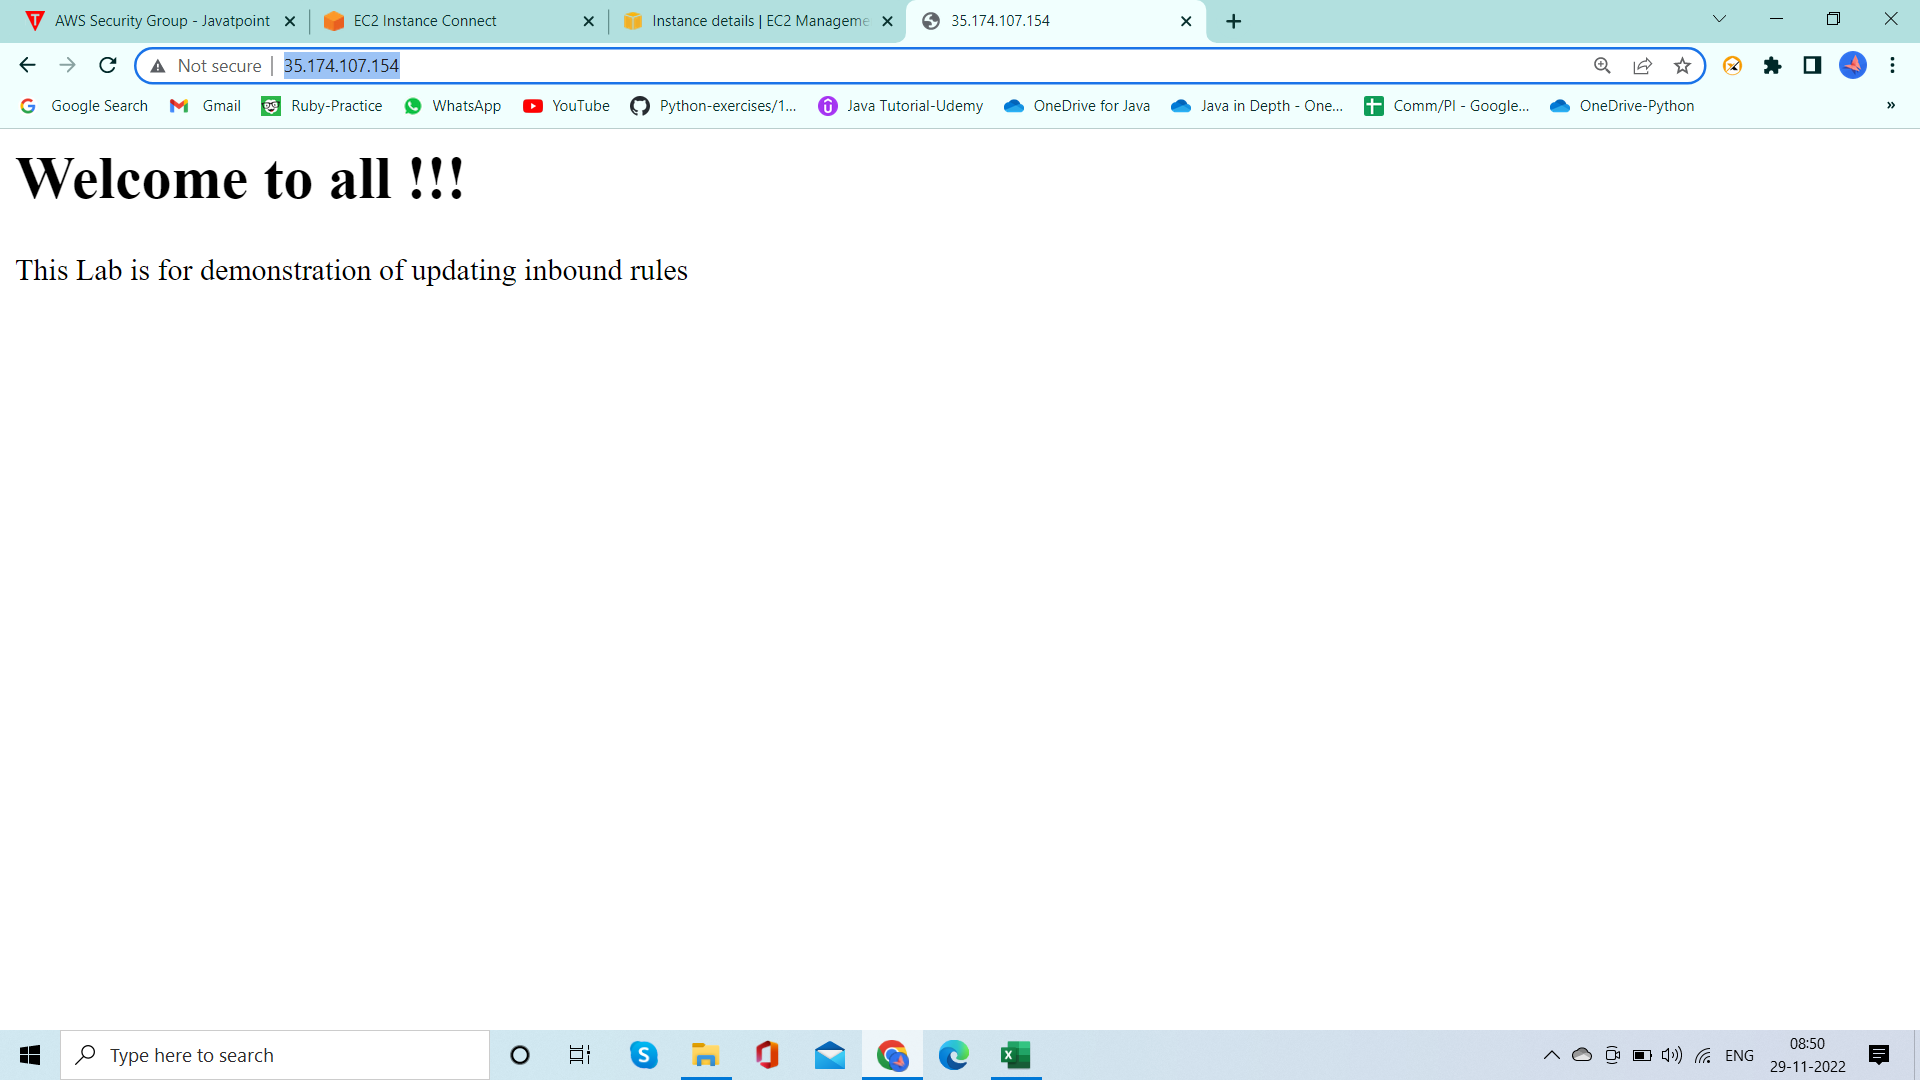 AWS Security Group - Javatpoint
EC2 Instance Connect
Instance details | EC2 Manageme
35.174.107.154
Not secure | 35.174.107.154
Google Search
Gmail
Ruby-Practice
WhatsApp
YouTube
Python-exercises/1...
Java Tutorial-Udemy
OneDrive for Java
Java in Depth - One...
Comm/PI - Google...
OneDrive-Python
»
Welcome to all !!!
This Lab is for demonstration of updating inbound rules
Type here to search
ENG
08:50
29-11-2022